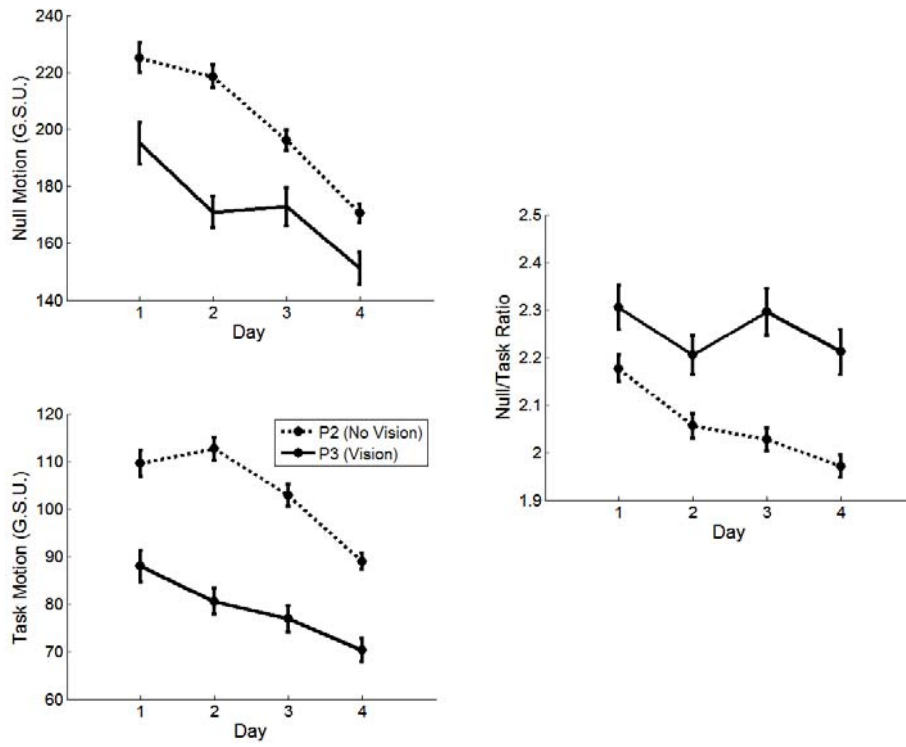 240
220
200
180
160
140
Null Motion (G.S.U.)
1 2 3 4
Day
120
110
100
90
80
70
60
Task Motion (G.S.U.)
P2 (No Vision)
P3 (Vision)
1 2 3 4
Day
2.5
2.4
2.3
2.2
2.1
2
1.9
Null/Task Ratio
1 2 3 4
Day